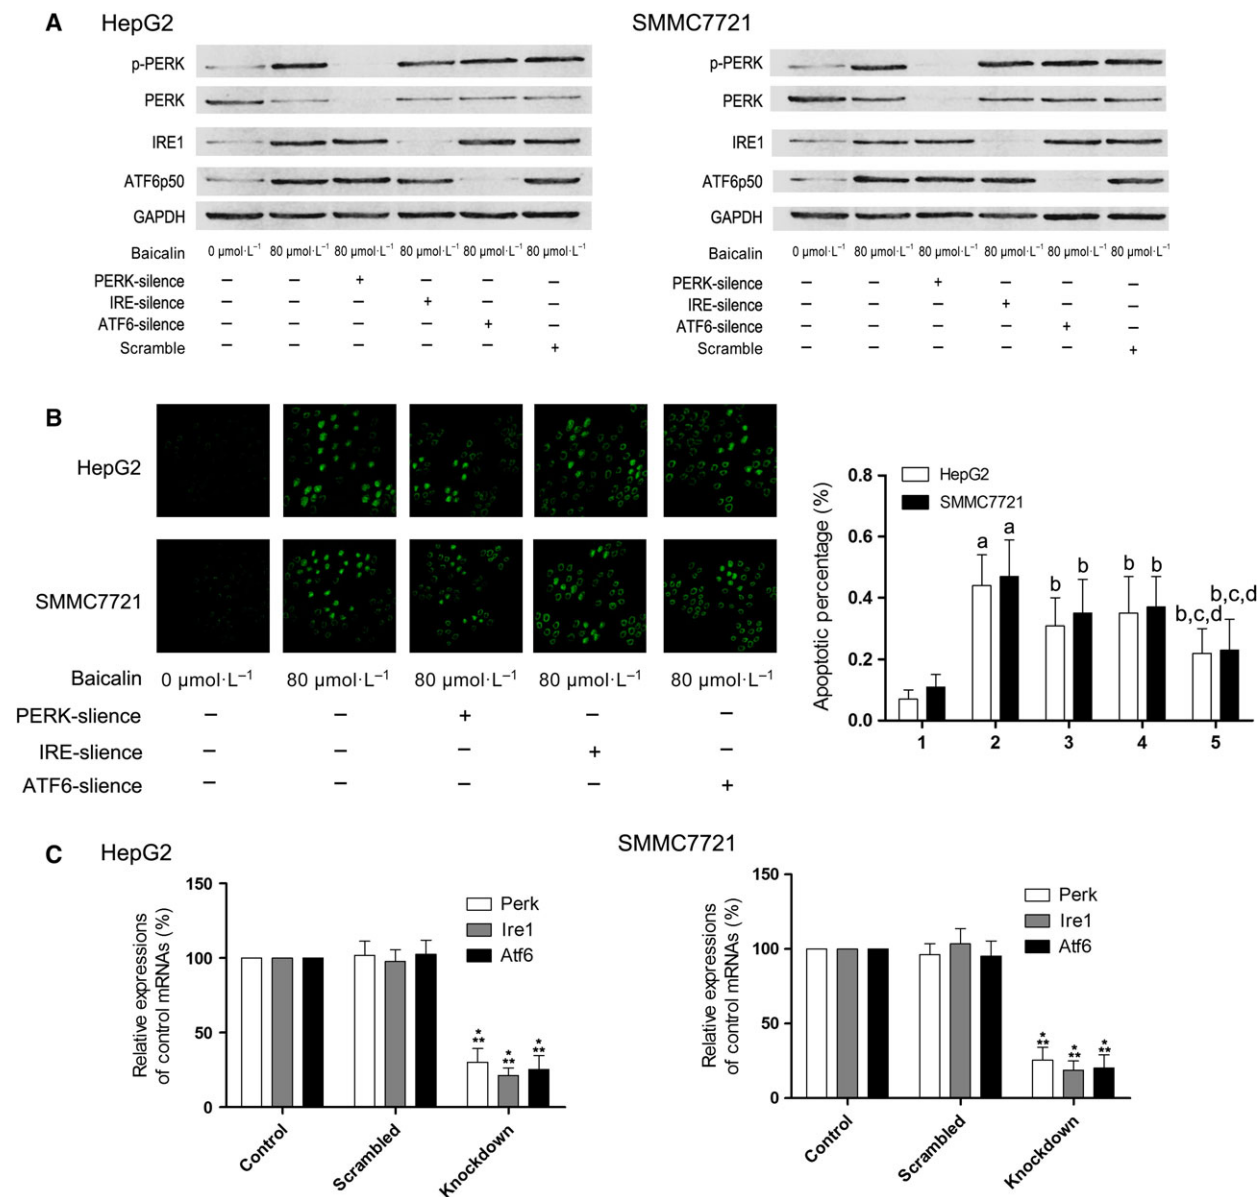 A HepG2 SMMC7721
p-PERK
PERK
IRE1
ATF6p50
GAPDH
Baicalin 0 μmol·L⁻¹ 80 μmol·L⁻¹ 80 μmol·L⁻¹ 80 μmol·L⁻¹ 80 μmol·L⁻¹ 80 μmol·L⁻¹
PERK-silence – – + – – –
IRE-silence – – – + – –
ATF6-silence – – – – + –
Scramble – – – – – +
p-PERK
PERK
IRE1
ATF6p50
GAPDH
Baicalin 0 μmol·L⁻¹ 80 μmol·L⁻¹ 80 μmol·L⁻¹ 80 μmol·L⁻¹ 80 μmol·L⁻¹ 80 μmol·L⁻¹
PERK-silence – – + – – –
IRE-silence – – – + – –
ATF6-silence – – – – + –
Scramble – – – – – +
B
HepG2
SMMC7721
Baicalin 0 μmol·L⁻¹ 80 μmol·L⁻¹ 80 μmol·L⁻¹ 80 μmol·L⁻¹ 80 μmol·L⁻¹
PERK-slience – – + – –
IRE-slience – – – + –
ATF6-slience – – – – +
Apoptotic percentage (%)
0.8
0.6
0.4
0.2
0.0
HepG2
SMMC7721
a a
b b b b
b,c,d b,c,d
1 2 3 4 5
C HepG2
Relative expressions
of control mRNAs (%)
150
100
50
0
Perk
Ire1
Atf6
* * *
** ** **
Control Scrambled Knockdown
SMMC7721
Relative expressions
of control mRNAs (%)
150
100
50
0
Perk
Ire1
Atf6
* * *
** ** **
Control Scrambled Knockdown